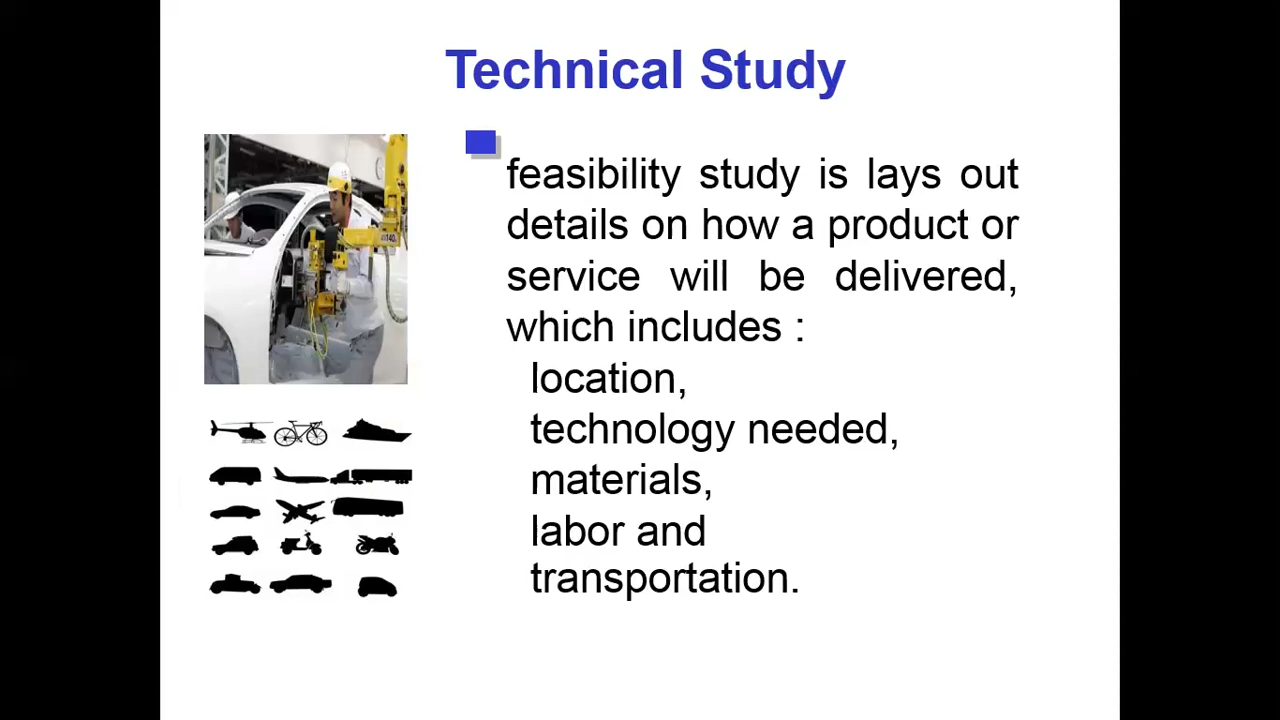 Technical Study
feasibility study is lays out
details on how a product or
service will be delivered,
which includes :
location,
technology needed,
materials,
labor and
transportation.